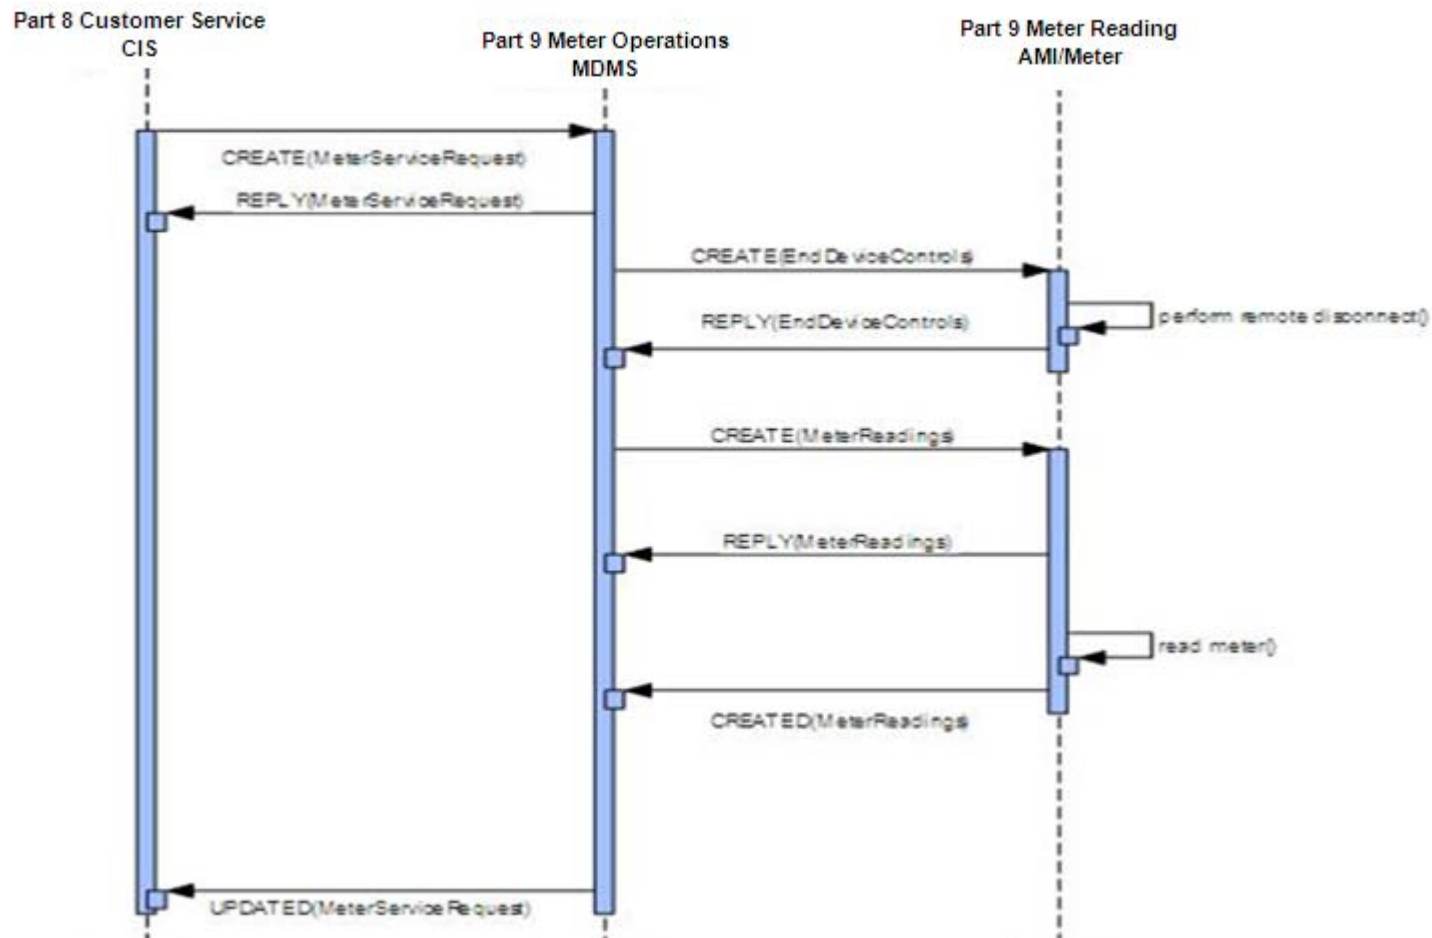 Part 8 Customer Service
CIS
Part 9 Meter Operations
MDMS
Part 9 Meter Reading
AMI/Meter
CREATE(MeterServiceRequest)
REPLY(MeterServiceRequest)
CREATE(EndDeviceControls)
perform remote disconnect()
REPLY(EndDeviceControls)
CREATE(MeterReadings)
REPLY(MeterReadings)
read meter()
CREATED(MeterReadings)
UPDATED(MeterServiceRequest)